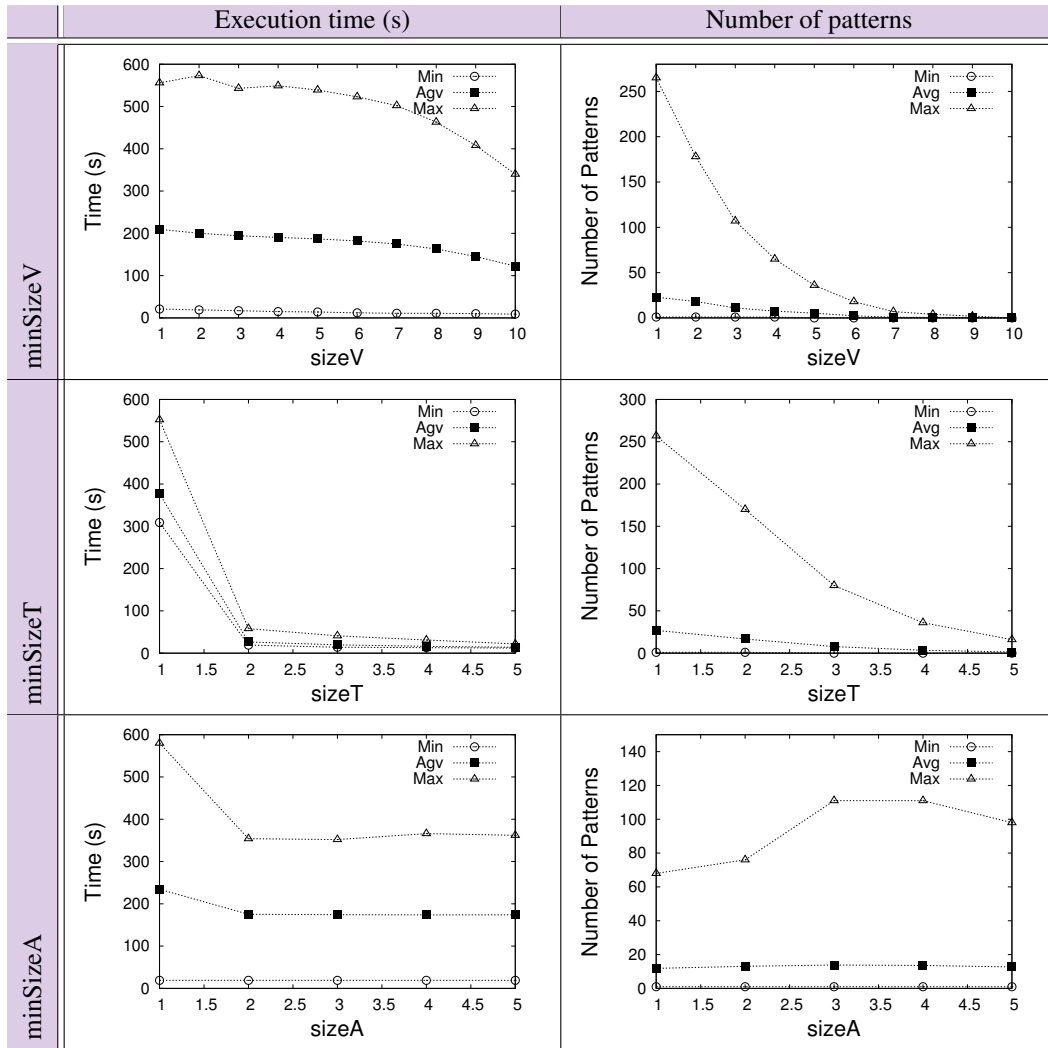 Execution time (s) Number of patterns
minSizeV
600
500
400
300
200
100
0
Time (s)
Min
Agv
Max
1 2 3 4 5 6 7 8 9 10
sizeV
250
200
150
100
50
0
Number of Patterns
Min
Avg
Max
1 2 3 4 5 6 7 8 9 10
sizeV
minSizeT
600
500
400
300
200
100
0
Time (s)
Min
Agv
Max
1 1.5 2 2.5 3 3.5 4 4.5 5
sizeT
300
250
200
150
100
50
0
Number of Patterns
Min
Avg
Max
1 1.5 2 2.5 3 3.5 4 4.5 5
sizeT
minSizeA
600
500
400
300
200
100
0
Time (s)
Min
Agv
Max
1 1.5 2 2.5 3 3.5 4 4.5 5
sizeA
140
120
100
80
60
40
20
0
Number of Patterns
Min
Avg
Max
1 1.5 2 2.5 3 3.5 4 4.5 5
sizeA